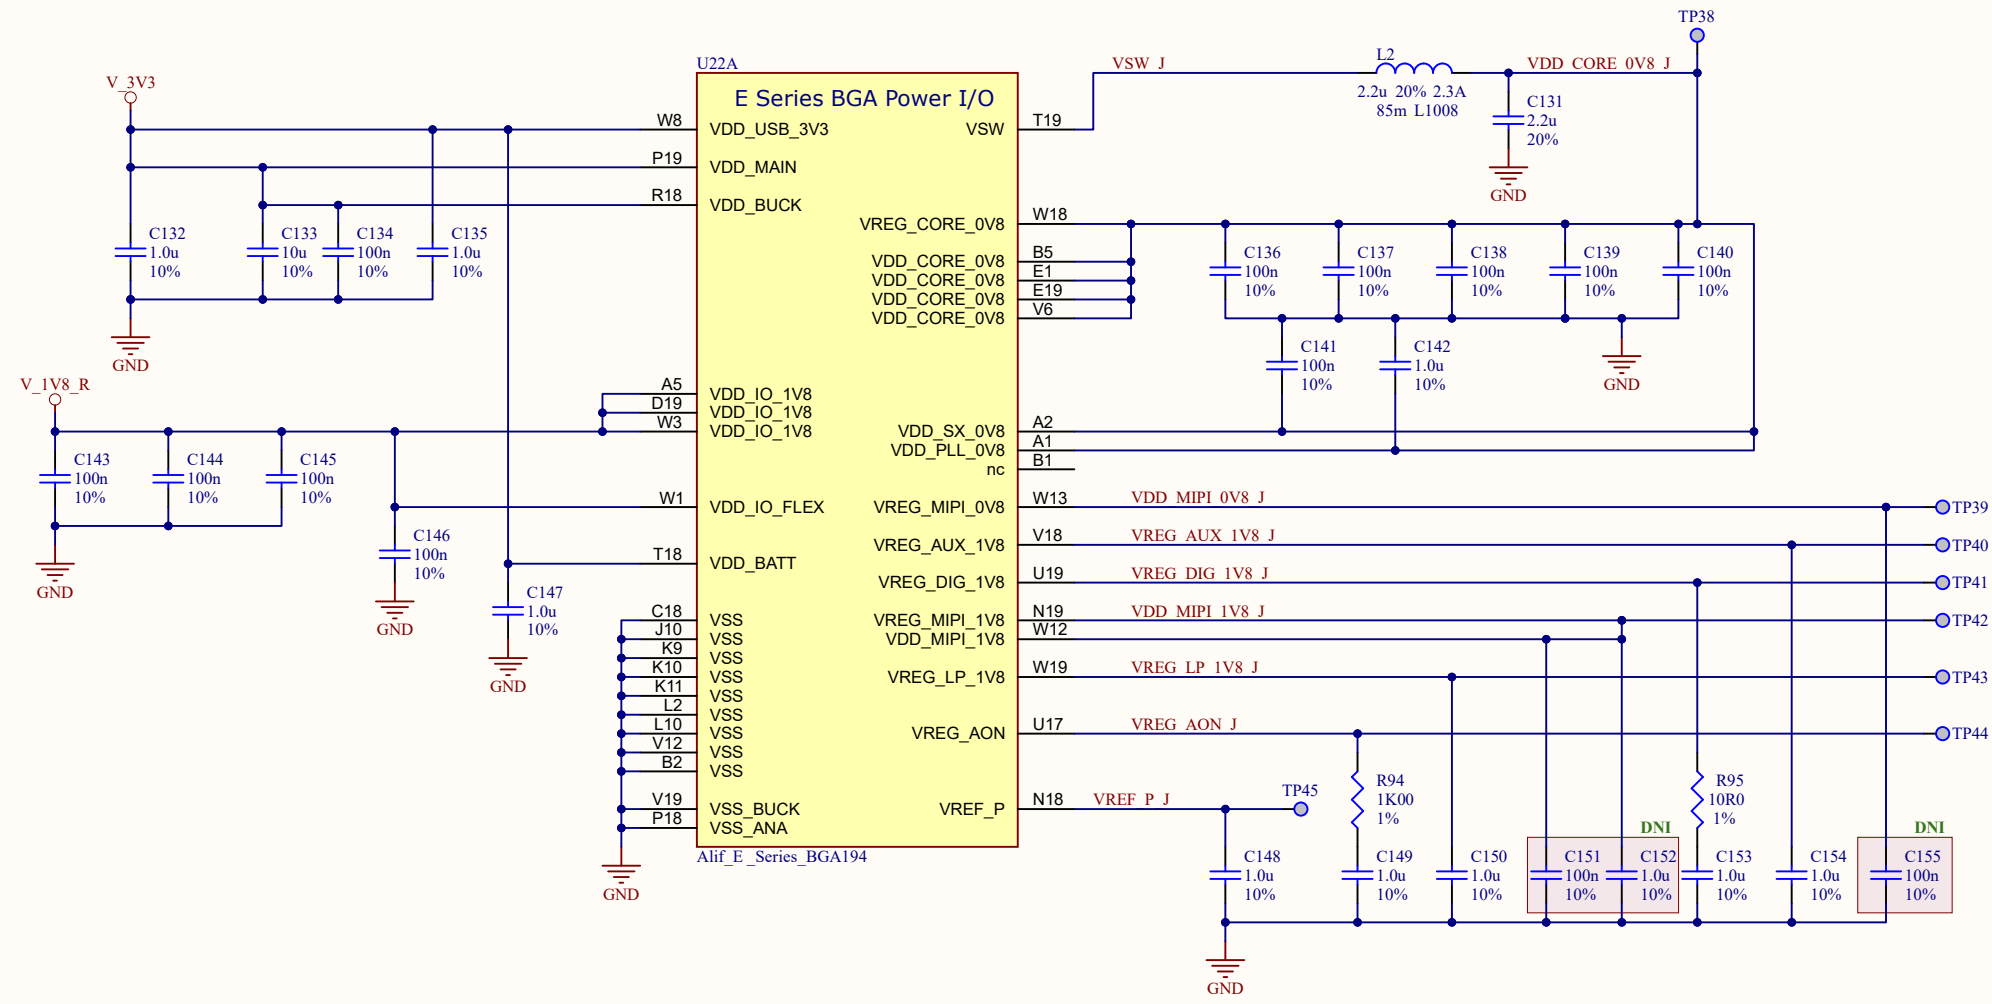 TP38
U22A
VSW_J
L2
VDD_CORE_0V8_J
V_3V3
E Series BGA Power I/O
2.2u 20% 2.3A
85m L1008
C131
2.2u
20%
GND
W8
VDD_USB_3V3
VSW
T19
P19
VDD_MAIN
R18
VDD_BUCK
VREG_CORE_0V8
W18
C132
1.0u
10%
C133
10u
10%
C134
100n
10%
C135
1.0u
10%
GND
VDD_CORE_0V8
B5
VDD_CORE_0V8
E1
VDD_CORE_0V8
E19
VDD_CORE_0V8
V6
C136
100n
10%
C137
100n
10%
C138
100n
10%
C139
100n
10%
C140
100n
10%
C141
100n
10%
C142
1.0u
10%
GND
V_1V8_R
A5
VDD_IO_1V8
D19
VDD_IO_1V8
W3
VDD_IO_1V8
VDD_SX_0V8
A2
VDD_PLL_0V8
A1
nc
B1
C143
100n
10%
C144
100n
10%
C145
100n
10%
GND
W1
VDD_IO_FLEX
VREG_MIPI_0V8
W13
VDD_MIPI_0V8_J
TP39
C146
100n
10%
GND
VREG_AUX_1V8
V18
VREG_AUX_1V8_J
TP40
T18
VDD_BATT
VREG_DIG_1V8
U19
VREG_DIG_1V8_J
TP41
C147
1.0u
10%
GND
C18
VSS
J10
VSS
K9
VSS
K10
VSS
K11
VSS
L2
VSS
L10
VSS
V12
VSS
B2
VSS
V19
VSS_BUCK
P18
VSS_ANA
GND
VREG_MIPI_1V8
N19
VDD_MIPI_1V8_J
TP42
VDD_MIPI_1V8
W12
VREG_LP_1V8
W19
VREG_LP_1V8_J
TP43
VREG_AON
U17
VREG_AON_J
TP44
VREF_P
N18
VREF_P_J
TP45
R94
1K00
1%
R95
10R0
1%
Alif_E_Series_BGA194
DNI
DNI
C148
1.0u
10%
C149
1.0u
10%
C150
1.0u
10%
C151
100n
10%
C152
1.0u
10%
C153
1.0u
10%
C154
1.0u
10%
C155
100n
10%
GND